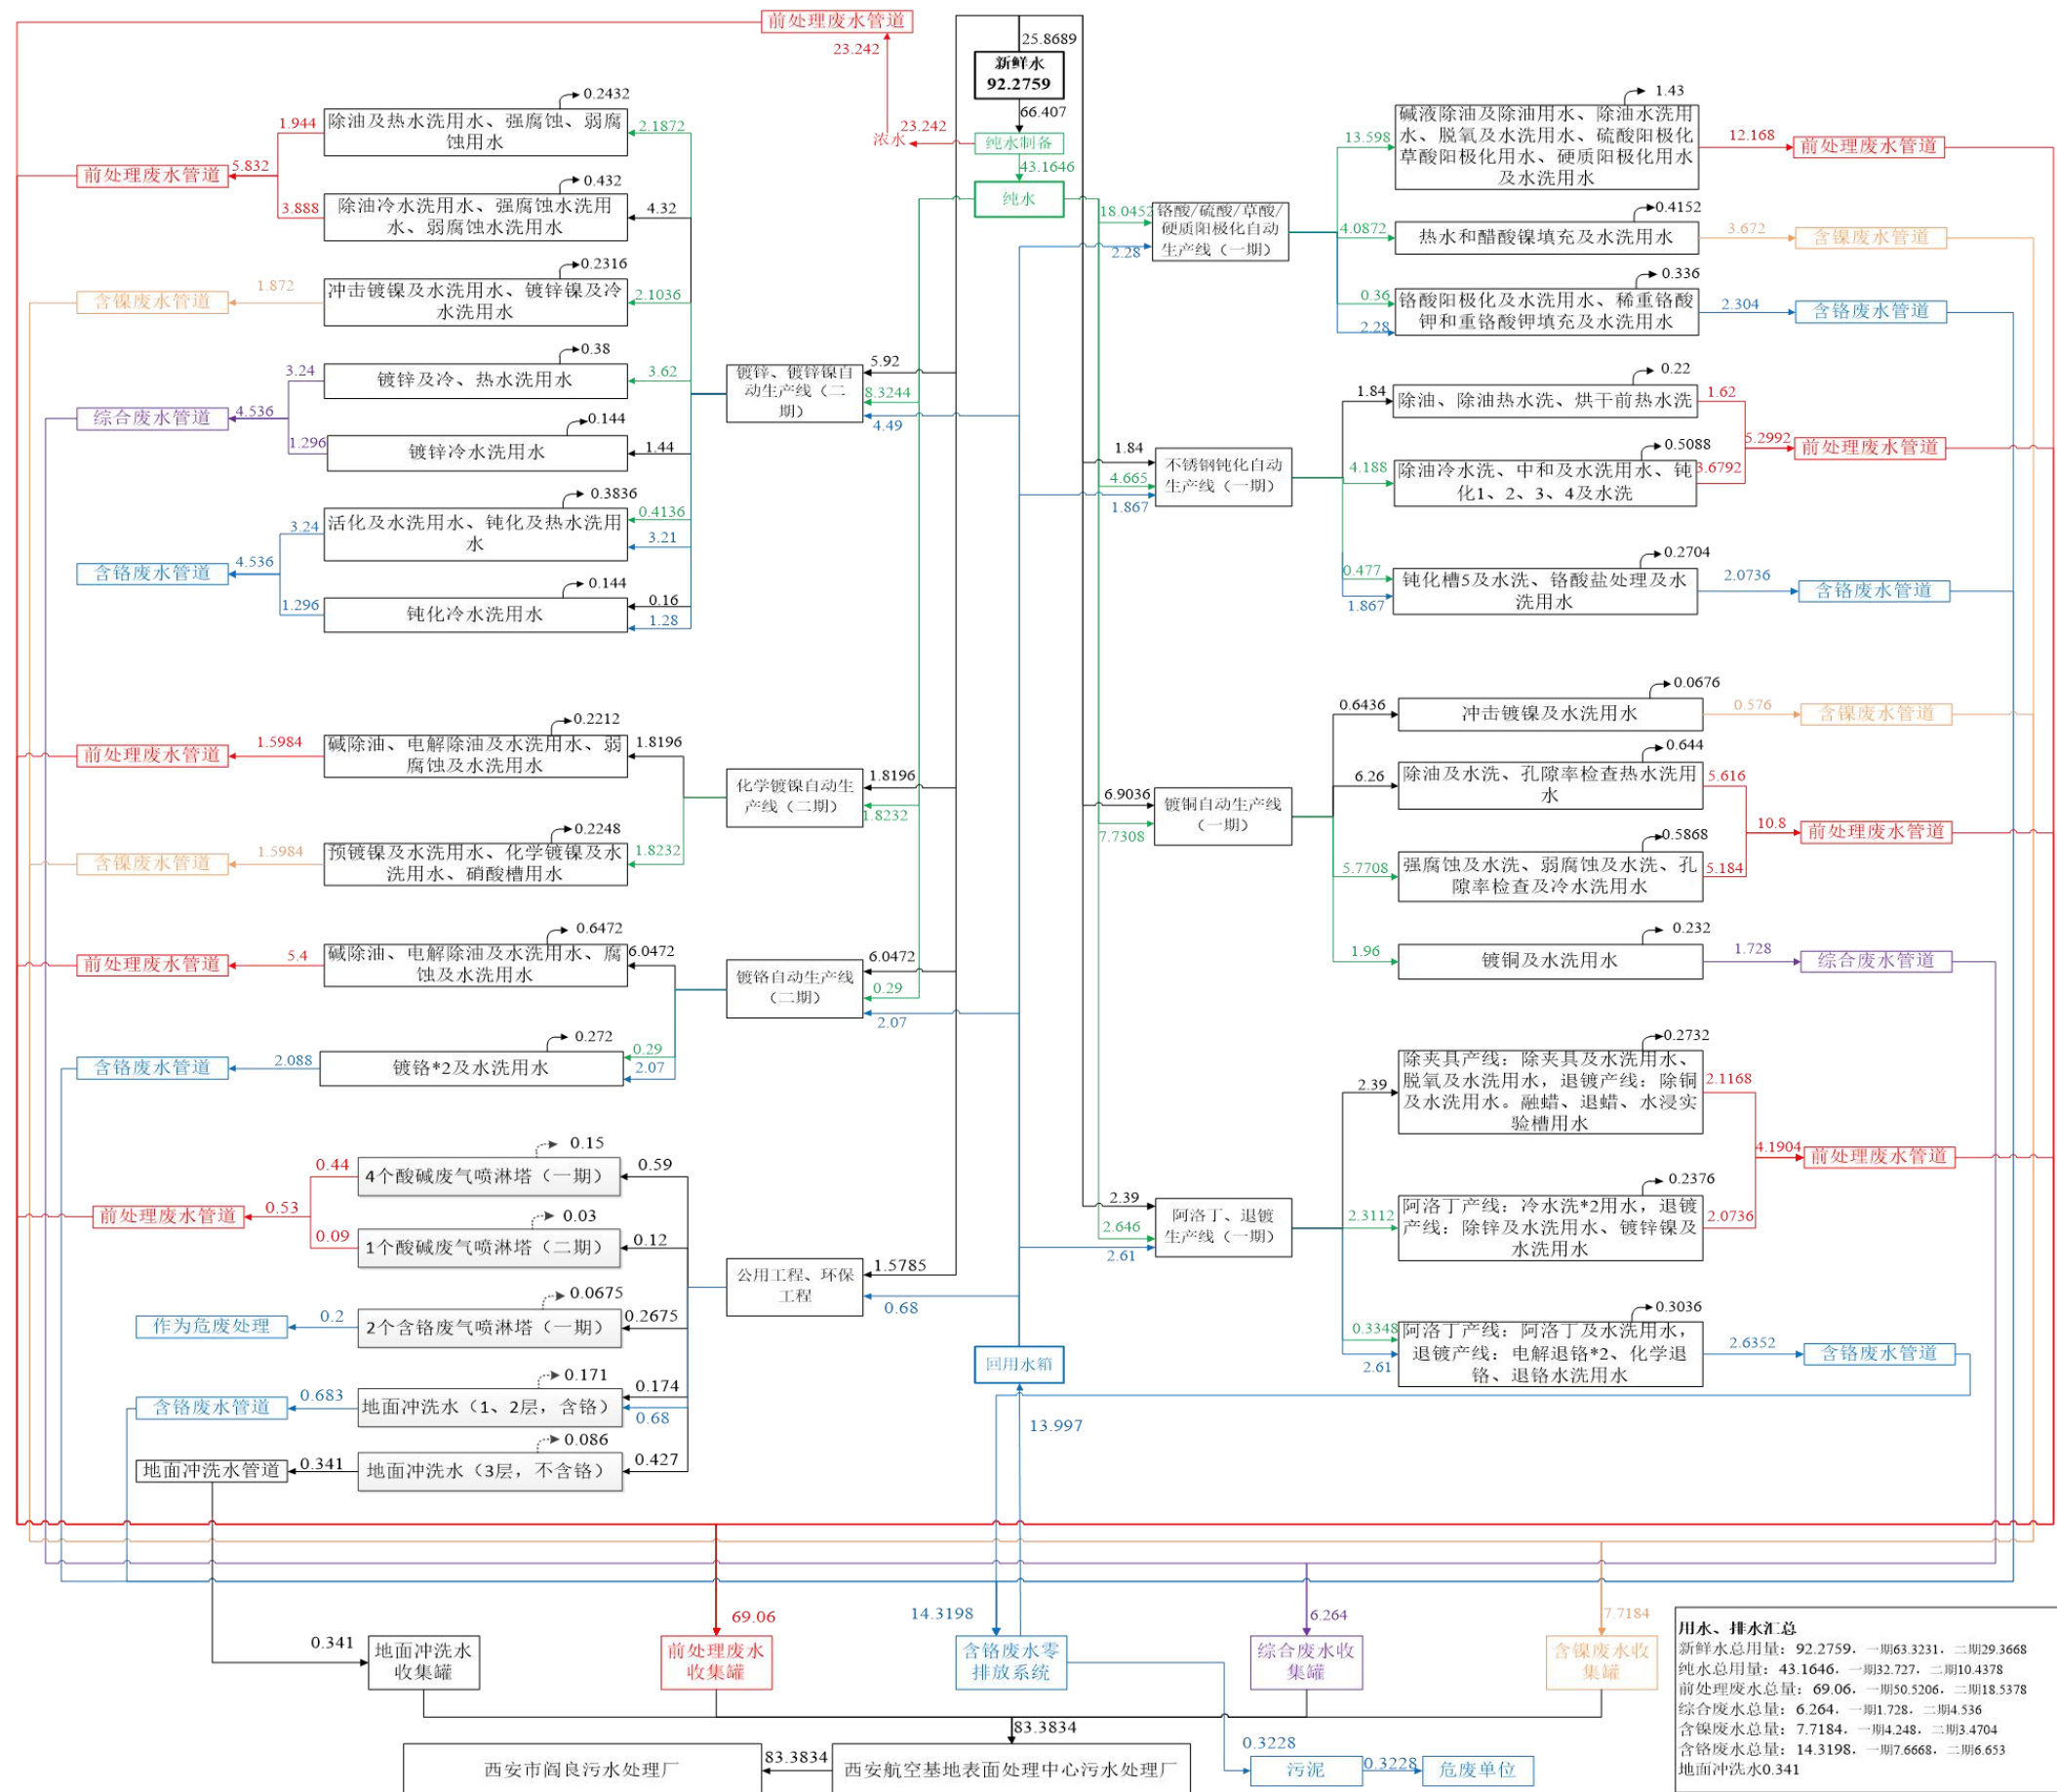 前处理废水管道
23.242
25.8689
新鲜水
92.2759
66.407
浓水
23.242
纯水制备
43.1646
纯水
0.2432
除油及热水洗用水、强腐蚀、弱腐
蚀用水
1.944
2.1872
前处理废水管道
5.832
0.432
除油冷水洗用水、强腐蚀水洗用
水、弱腐蚀水洗用水
3.888
4.32
0.2316
冲击镀镍及水洗用水、镀锌镍及冷
水洗用水
含镍废水管道
1.872
2.1036
0.38
镀锌及冷、热水洗用水
3.24
3.62
综合废水管道
4.536
0.144
镀锌冷水洗用水
1.296
1.44
镀锌、镀锌镍自
动生产线（二
期）
5.92
8.3244
4.49
0.3836
活化及水洗用水、钝化及热水洗用
水
3.24
0.4136
3.21
含铬废水管道
4.536
0.144
钝化冷水洗用水
1.296
0.16
1.28
0.2212
碱除油、电解除油及水洗用水、弱
腐蚀及水洗用水
前处理废水管道
1.5984
1.8196
化学镀镍自动生
产线（二期）
1.8196
1.8232
0.2248
预镀镍及水洗用水、化学镀镍及水
洗用水、硝酸槽用水
含镍废水管道
1.5984
1.8232
0.6472
碱除油、电解除油及水洗用水、腐
蚀及水洗用水
前处理废水管道
5.4
6.0472
镀铬自动生产线
（二期）
6.0472
0.29
2.07
0.272
镀铬*2及水洗用水
含铬废水管道
2.088
0.29
2.07
0.15
4个酸碱废气喷淋塔（一期）
0.44
0.59
前处理废水管道
0.53
0.03
1个酸碱废气喷淋塔（二期）
0.09
0.12
公用工程、环保
工程
1.5785
0.68
0.0675
2个含铬废气喷淋塔（一期）
作为危废处理
0.2
0.2675
0.171
地面冲洗水（1、2层，含铬）
含铬废水管道
0.683
0.174
0.68
0.086
地面冲洗水（3层，不含铬）
地面冲洗水管道
0.341
0.427
回用水箱
13.997
18.0452
2.28
铬酸/硫酸/草酸/
硬质阳极化自动
生产线（一期）
1.43
碱液除油及除油用水、除油水洗用
水、脱氧及水洗用水、硫酸阳极化
草酸阳极化用水、硬质阳极化用水
及水洗用水
13.598
12.168
前处理废水管道
0.4152
热水和醋酸镍填充及水洗用水
4.0872
3.672
含镍废水管道
0.336
铬酸阳极化及水洗用水、稀重铬酸
钾和重铬酸钾填充及水洗用水
0.36
2.28
2.304
含铬废水管道
1.84
4.665
1.867
不锈钢钝化自动
生产线（一期）
0.22
除油、除油热水洗、烘干前热水洗
1.84
1.62
5.2992
前处理废水管道
0.5088
除油冷水洗、中和及水洗用水、钝
化1、2、3、4及水洗
4.188
3.6792
0.2704
钝化槽5及水洗、铬酸盐处理及水
洗用水
0.477
1.867
2.0736
含铬废水管道
6.9036
7.7308
镀铜自动生产线
（一期）
0.0676
冲击镀镍及水洗用水
0.6436
0.576
含镍废水管道
0.644
除油及水洗、孔隙率检查热水洗用
水
6.26
5.616
10.8
前处理废水管道
0.5868
强腐蚀及水洗、弱腐蚀及水洗、孔
隙率检查及冷水洗用水
5.7708
5.184
0.232
镀铜及水洗用水
1.96
1.728
综合废水管道
2.39
2.646
2.61
阿洛丁、退镀
生产线（一期）
0.2732
除夹具产线：除夹具及水洗用水、
脱氧及水洗用水，退镀产线：除铜
及水洗用水。融蜡、退蜡、水浸实
验槽用水
2.39
2.1168
4.1904
前处理废水管道
0.2376
阿洛丁产线：冷水洗*2用水，退镀
产线：除锌及水洗用水、镀锌镍及
水洗用水
2.3112
2.0736
0.3036
阿洛丁产线：阿洛丁及水洗用水，
退镀产线：电解退铬*2、化学退
铬、退铬水洗用水
0.3348
2.61
2.6352
含铬废水管道
0.341
地面冲洗水
收集罐
69.06
前处理废水
收集罐
14.3198
含铬废水零
排放系统
6.264
综合废水收
集罐
7.7184
含镍废水收
集罐
83.3834
西安市阎良污水处理厂
83.3834
西安航空基地表面处理中心污水处理厂
0.3228
污泥
0.3228
危废单位
用水、排水汇总
新鲜水总用量：92.2759，一期63.3231，二期29.3668
纯水总用量：43.1646，一期32.727，二期10.4378
前处理废水总量：69.06，一期50.5206，二期18.5378
综合废水总量：6.264，一期1.728，二期4.536
含镍废水总量：7.7184，一期4.248，二期3.4704
含铬废水总量：14.3198，一期7.6668，二期6.653
地面冲洗水0.341